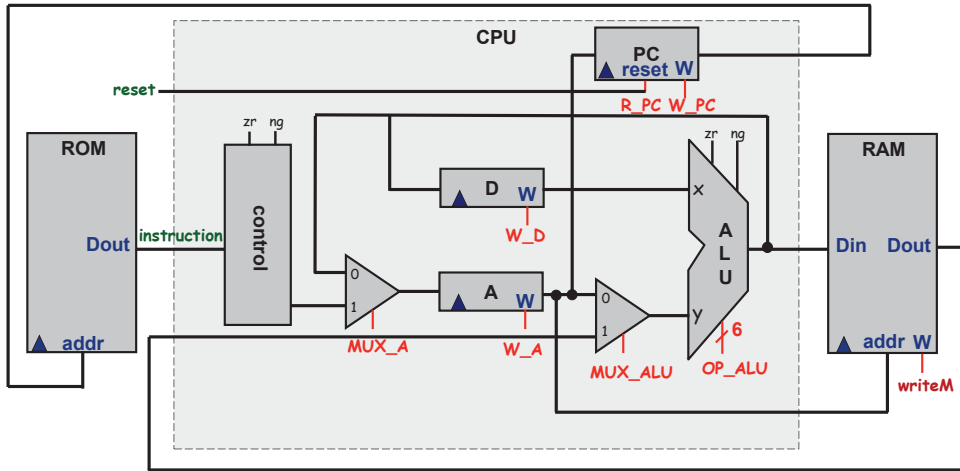 CPU
PC
reset W
reset
R_PC W_PC
zr ng
zr ng
ROM
RAM
D
W
x
control
Dout
instruction
W_D
A
L
U
Din
Dout
0
1
A
W
0
1
y
addr
MUX_A
W_A
MUX_ALU
6
OP_ALU
addr W
writeM